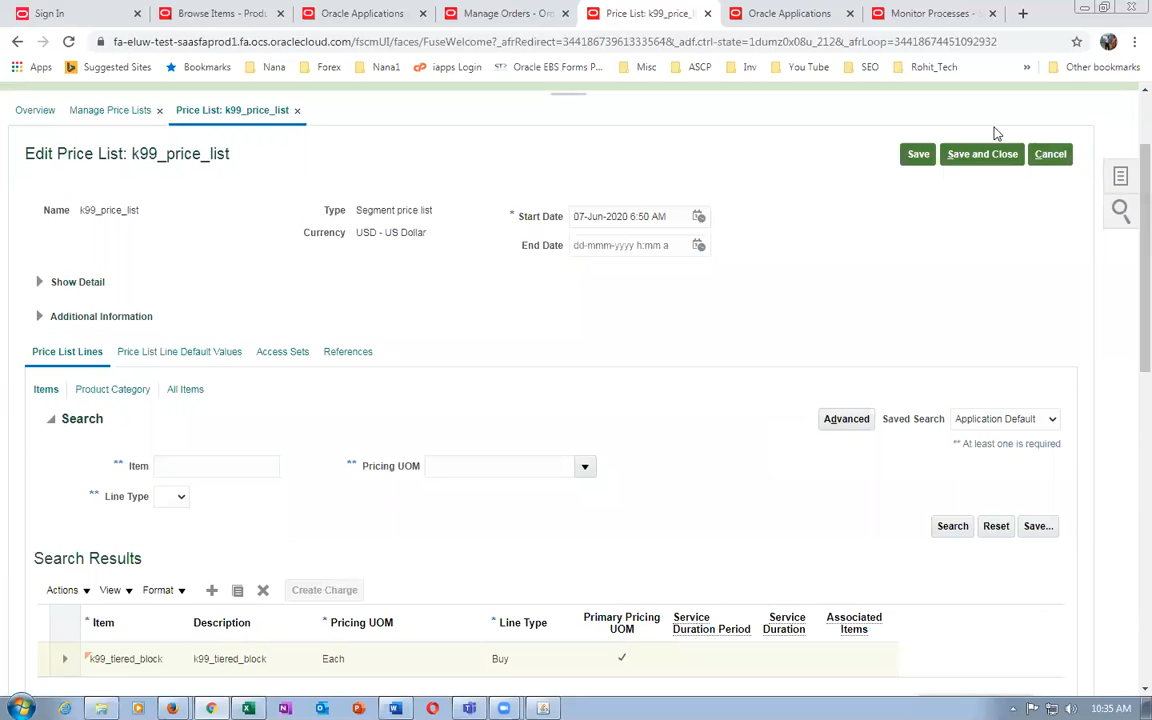 Sign In
Browse Items - Produ
Oracle Applications
Manage Orders - Or
Price List: k99_price_l
Oracle Applications
Monitor Processes -
fa-eluw-test-saasfaprod1.fa.ocs.oraclecloud.com/fscmUI/faces/FuseWelcome?_afrRedirect=344186739613335​64&_adf.ctrl-state=1dumz0x08u_212&_afrLoop=34418674451092932
Apps
Suggested Sites
Bookmarks
Nana
Forex
Nana1
iapps Login
Oracle EBS Forms P...
Misc
ASCP
Inv
You Tube
SEO
Rohit_Tech
»
Other bookmarks
Overview
Manage Price Lists
Price List: k99_price_list
Edit Price List: k99_price_list
Save
Save and Close
Cancel
Name k99_price_list
Type Segment price list
* Start Date 07-Jun-2020 6:50 AM
Currency USD - US Dollar
End Date dd-mmm-yyyy h:mm a
Show Detail
Additional Information
Price List Lines
Price List Line Default Values
Access Sets
References
Items
Product Category
All Items
Search
Advanced
Saved Search Application Default
** At least one is required
** Item
** Pricing UOM
** Line Type
Search
Reset
Save...
Search Results
Actions
View
Format
Create Charge
* Item
Description
* Pricing UOM
* Line Type
Primary Pricing
UOM
Service
Duration Period
Service
Duration
Associated
Items
k99_tiered_block
k99_tiered_block
Each
Buy
10:35 AM